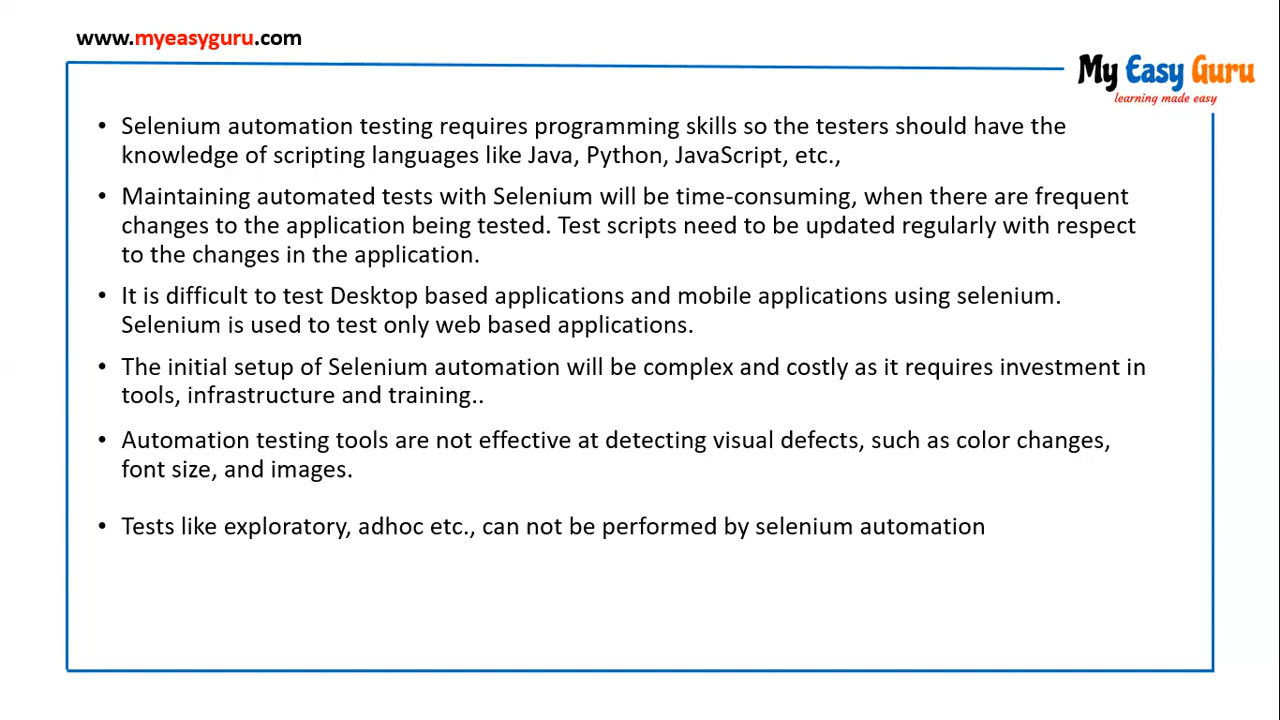 www.myeasyguru.com
My Easy Guru
learning made easy
• Selenium automation testing requires programming skills so the testers should have the
knowledge of scripting languages like Java, Python, JavaScript, etc.,
• Maintaining automated tests with Selenium will be time-consuming, when there are frequent
changes to the application being tested. Test scripts need to be updated regularly with respect
to the changes in the application.
• It is difficult to test Desktop based applications and mobile applications using selenium.
Selenium is used to test only web based applications.
• The initial setup of Selenium automation will be complex and costly as it requires investment in
tools, infrastructure and training..
• Automation testing tools are not effective at detecting visual defects, such as color changes,
font size, and images.
• Tests like exploratory, adhoc etc., can not be performed by selenium automation